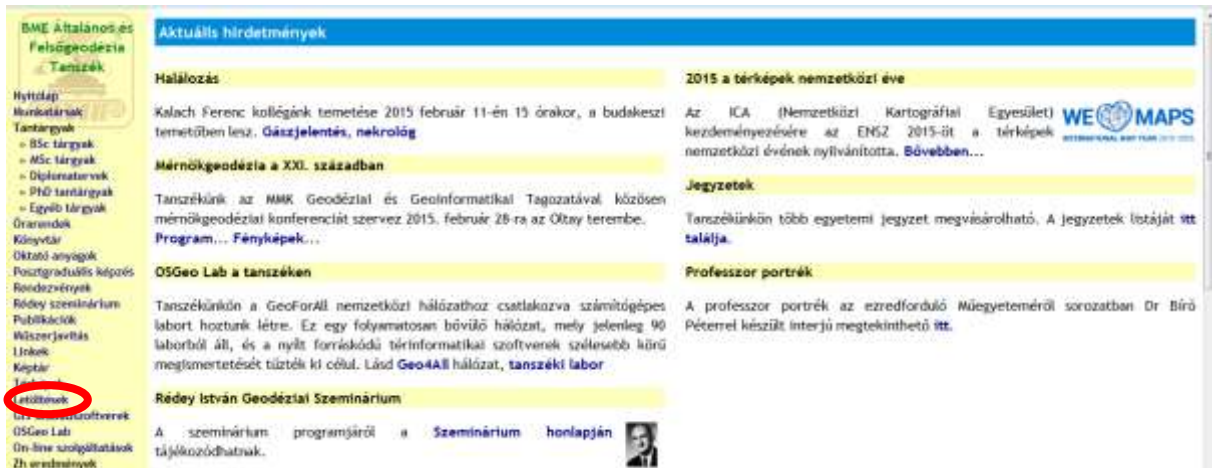 BME Általános és
Felsőgeodézia
Tanszék
Nyitólap
Munkatársak
Tantárgyak
» BSc tárgyak
» MSc tárgyak
» Diplomatervek
» PhD tantárgyak
» Egyéb tárgyak
Órarendek
Könyvtár
Oktató anyagok
Posztgraduális képzés
Rendezvények
Rédey szeminárium
Publikációk
Műszerjavítás
Linkek
Képtár
Letöltések
OSGeo Lab
On-line szolgáltatások
Zh eredmények
Aktuális hirdetmények
Halálozás
Kalach Ferenc kollégánk temetése 2015 február 11-én 15 órakor, a budakeszi
temetőben lesz. Gászjelentés, nekrológ
Mérnökgeodézia a XXI. században
Tanszékünk az MMK Geodéziai és Geoinformatikai Tagozatával közösen
mérnökgeodéziai konferenciát szervez 2015. február 28-ra az Oltay terembe.
Program... Fényképek...
OSGeo Lab a tanszéken
Tanszékünkön a GeoForAll nemzetközi hálózathoz csatlakozva számítógépes
labort hoztunk létre. Ez egy folyamatosan bővülő hálózat, mely jelenleg 90
laborból áll, és a nyílt forráskódú térinformatikai szoftverek szélesebb körű
megismertetését tűzték ki célul. Lásd Geo4All hálózat, tanszéki labor
Rédey István Geodéziai Szeminárium
A szeminárium programjáról a Szeminárium honlapján
tájékozódhatnak.
2015 a térképek nemzetközi éve
Az ICA (Nemzetközi Kartográfiai Egyesület)
kezdeményezésére az ENSZ 2015-öt a térképek
nemzetközi évének nyilvánította. Bővebben...
WE MAPS
Jegyzetek
Tanszékünkön több egyetemi jegyzet megvásárolható. A jegyzetek listáját itt
találja.
Professzor portrék
A professzor portrék az ezredforduló Műegyeteméről sorozatban Dr Bíró
Péterrel készült interjú megtekinthető itt.